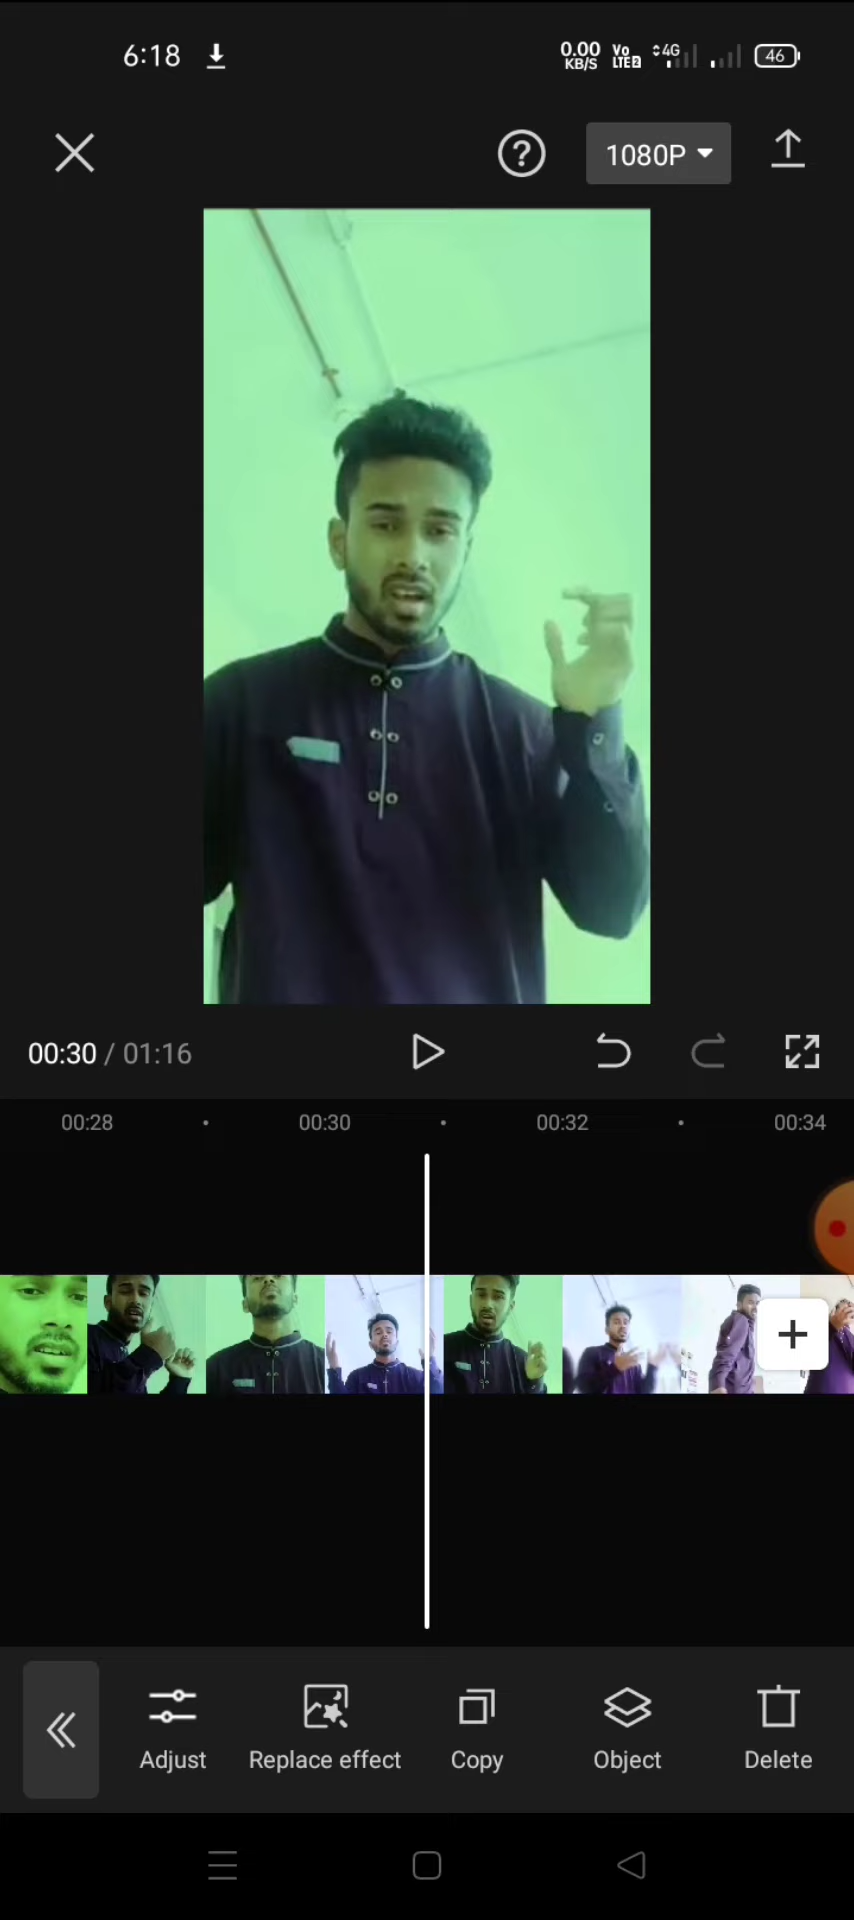 6:18 0.00 KB/S Vo LTE2 4G 46
1080P
00:30 / 01:16
00:28 00:30 00:32 00:34
Adjust Replace effect Copy Object Delete